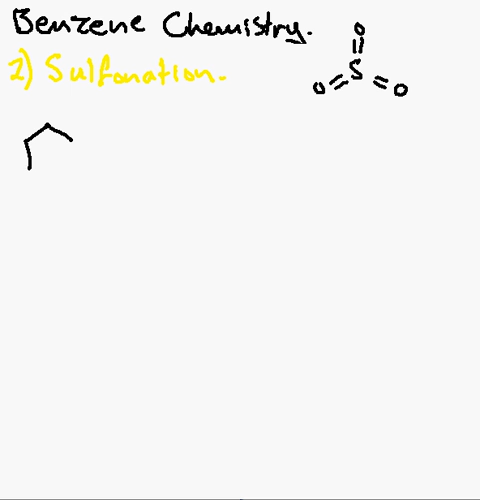 Benzene Chemistry.
2) Sulfonation.
O
S
O O